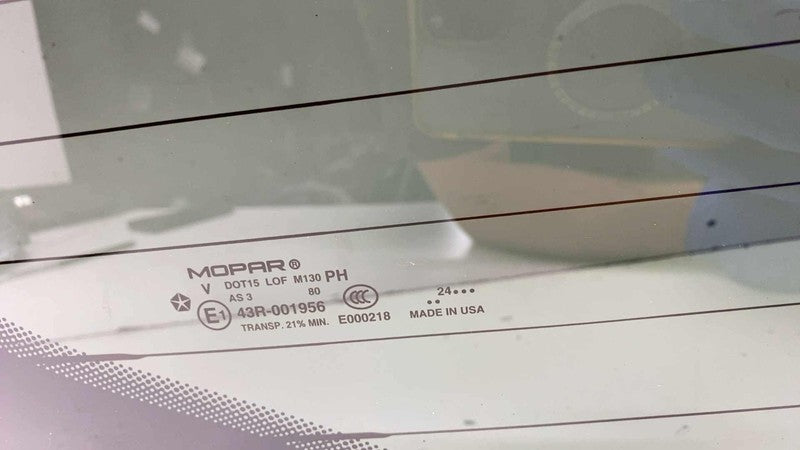 MOPAR®
V DOT15 LOF M130 PH
AS 3 80
E1 43R-001956 CCC 24•••
••
TRANSP. 21% MIN. E000218 MADE IN USA